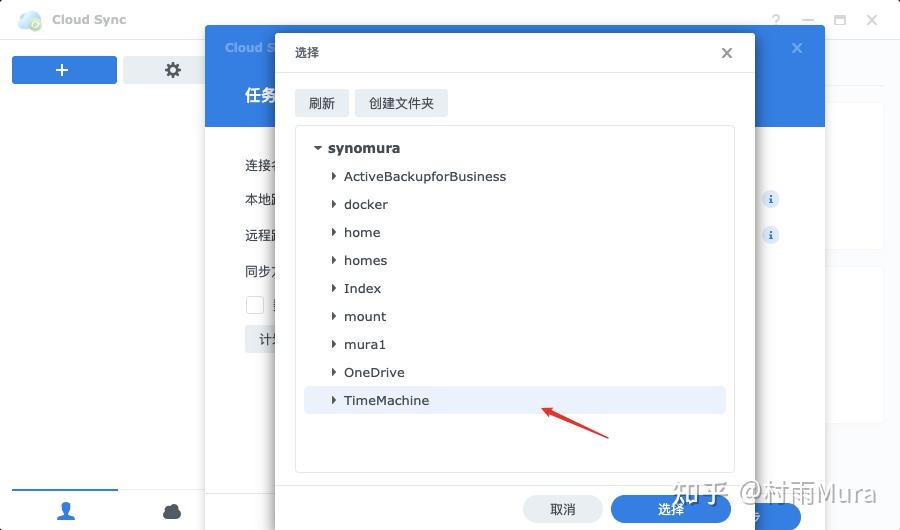 Cloud Sync
Cloud S
任务
选择
刷新
创建文件夹
synomura
ActiveBackupforBusiness
docker
home
homes
Index
mount
mura1
OneDrive
TimeMachine
连接
本地
远程
同步
计
取消
选择
知乎 @村雨Mura